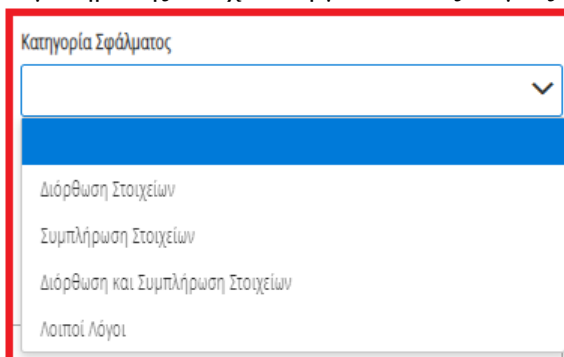 Κατηγορία Σφάλματος
Διόρθωση Στοιχείων
Συμπλήρωση Στοιχείων
Διόρθωση και Συμπλήρωση Στοιχείων
Λοιποί Λόγοι